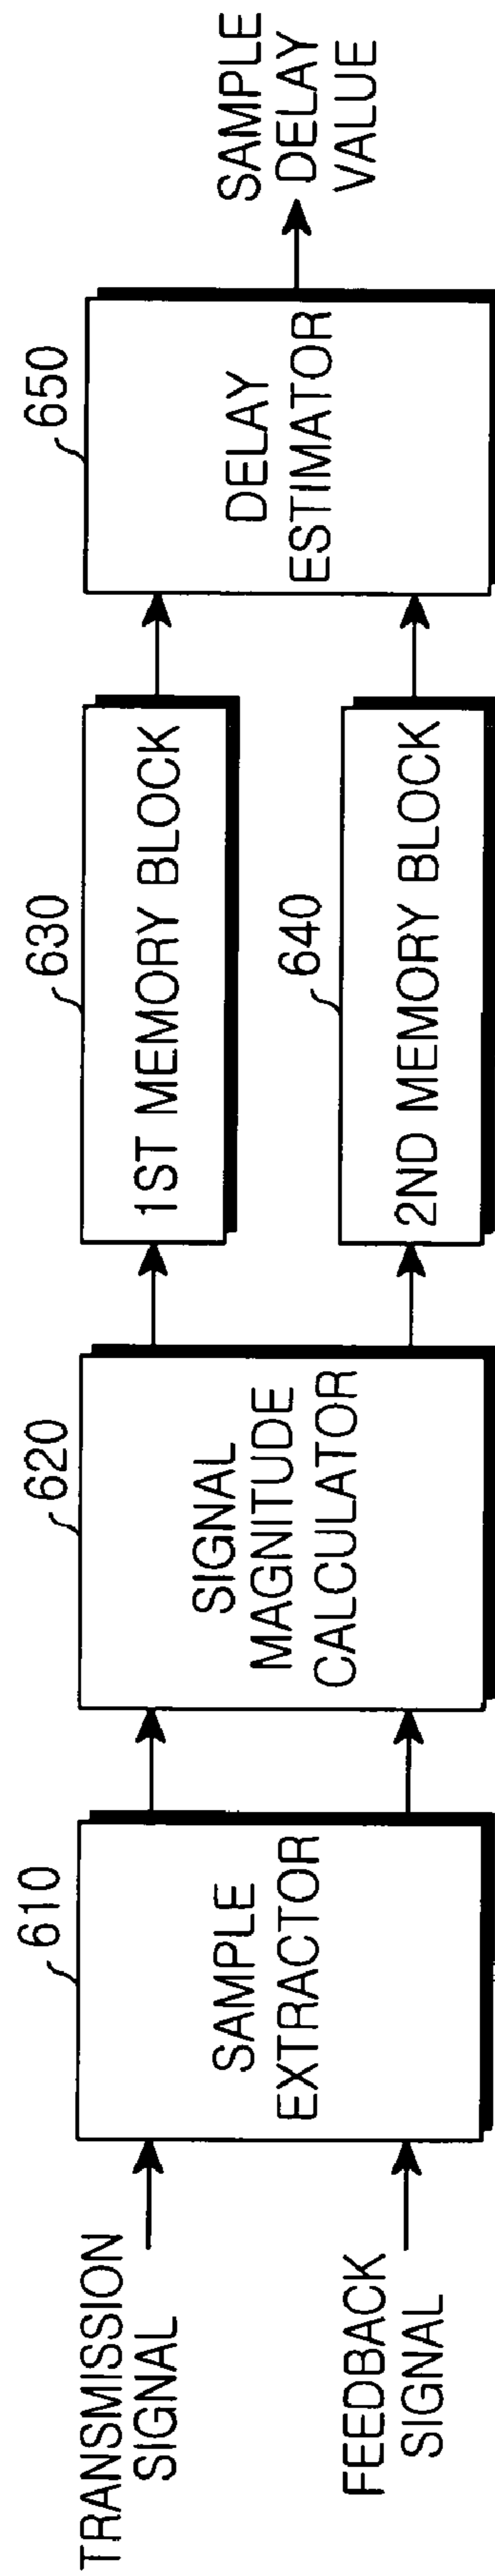 TRANSMISSION
SIGNAL
FEEDBACK
SIGNAL
610
SAMPLE
EXTRACTOR
620
SIGNAL
MAGNITUDE
CALCULATOR
630
1ST MEMORY BLOCK
640
2ND MEMORY BLOCK
650
DELAY
ESTIMATOR
SAMPLE
DELAY
VALUE